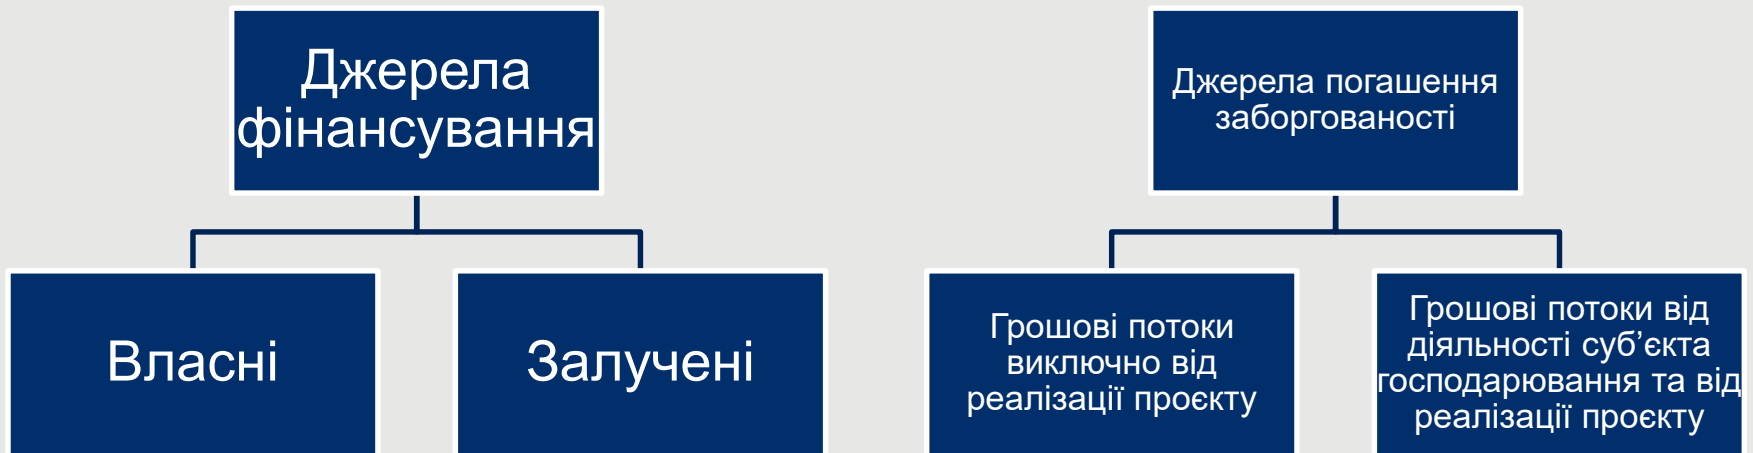 Джерела
фінансування
Власні
Залучені
Джерела погашення
заборгованості
Грошові потоки
виключно від
реалізації проєкту
Грошові потоки від
діяльності суб’єкта
господарювання та від
реалізації проєкту